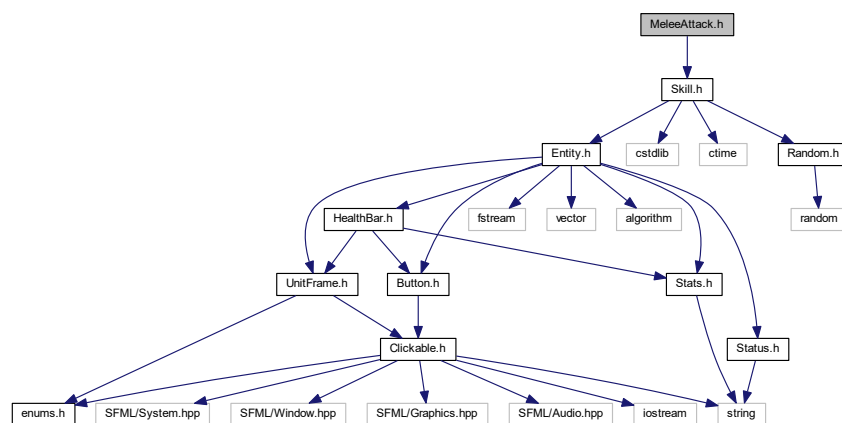 MeleeAttack.h
Skill.h
Entity.h
cstdlib
ctime
Random.h
HealthBar.h
fstream
vector
algorithm
random
UnitFrame.h
Button.h
Stats.h
Clickable.h
Status.h
enums.h
SFML/System.hpp
SFML/Window.hpp
SFML/Graphics.hpp
SFML/Audio.hpp
iostream
string